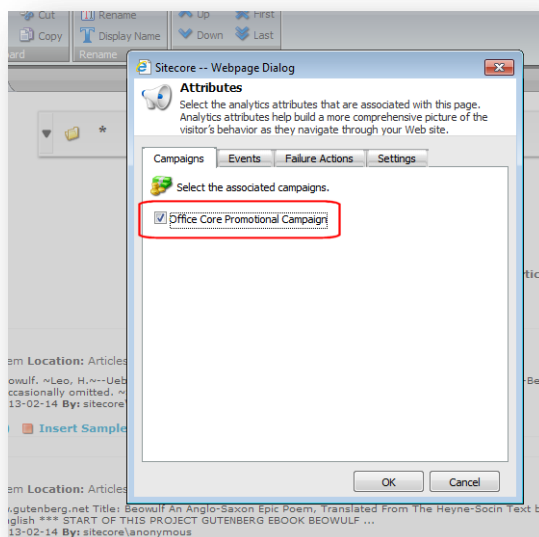 Cut
Rename
Up
First
Copy
Display Name
Down
Last
ard
Rename
Sitecore -- Webpage Dialog
Attributes
Select the analytics attributes that are associated with this page.
Analytics attributes help build a more comprehensive picture of the
visitor's behavior as they navigate through your Web site.
*
Campaigns
Events
Failure Actions
Settings
Select the associated campaigns.
Office Core Promotional Campaign
tic
em Location: Articles
owulf. ~Leo, H.~--Ueb
-Be
ccasionally omitted. ~
13-02-14 By: sitecore\
Insert Sample
OK
Cancel
em Location: Articles
.gutenberg.net Title: Beowulf An Anglo-Saxon Epic Poem, Translated From The Heyne-Socin Text b
nglish *** START OF THIS PROJECT GUTENBERG EBOOK BEOWULF ...
13-02-14 By: sitecore\anonymous